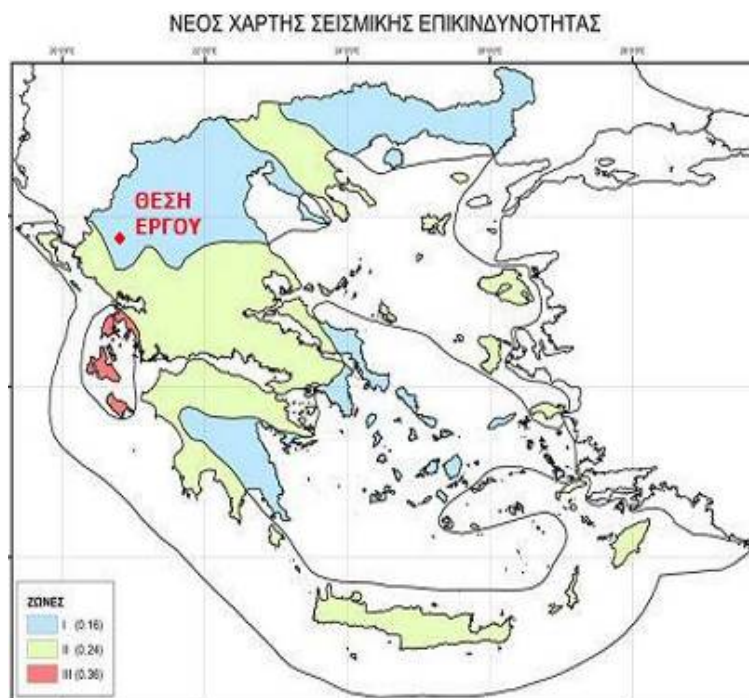 ΝΕΟΣ ΧΑΡΤΗΣ ΣΕΙΣΜΙΚΗΣ ΕΠΙΚΙΝΔΥΝΟΤΗΤΑΣ
ΘΕΣΗ
ΕΡΓΟΥ
ΖΩΝΕΣ
I (0.16)
II (0.24)
III (0.36)